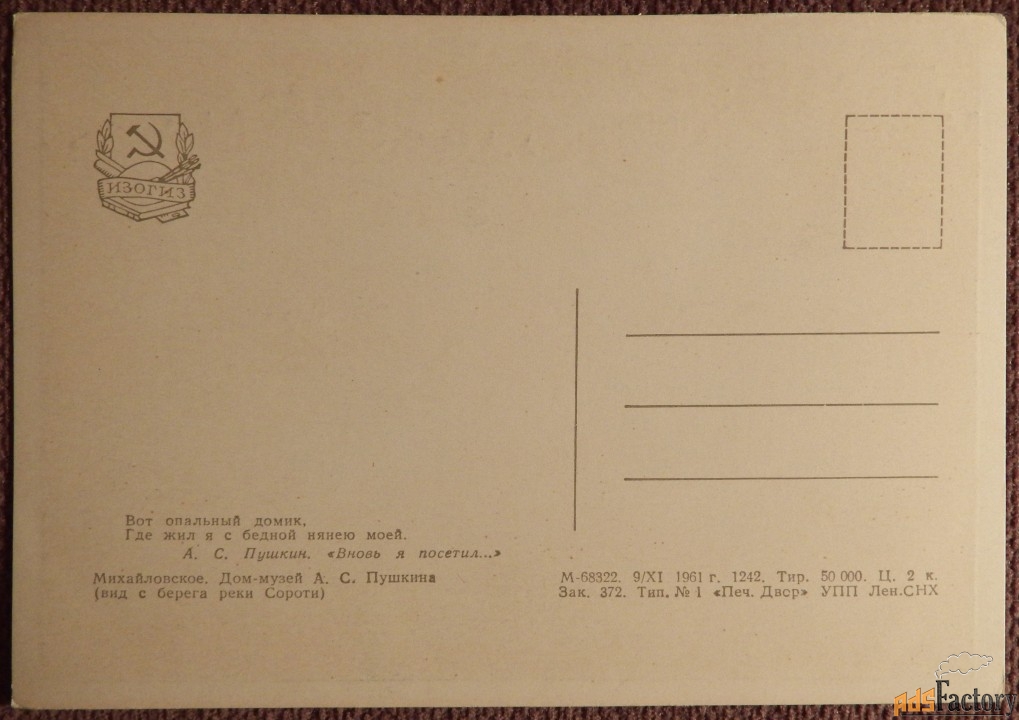 ИЗОГИЗ
Вот опальный домик,
Где жил я с бедной нянею моей.
А. С. Пушкин. «Вновь я посетил...»
Михайловское. Дом-музей А. С. Пушкина
(вид с берега реки Сороти)
М-68322. 9/XI 1961 г. 1242. Тир. 50 000. Ц. 2 к.
Зак. 372. Тип. № 1 «Печ. Двор» УПП Лен.СНХ
AdsFactory